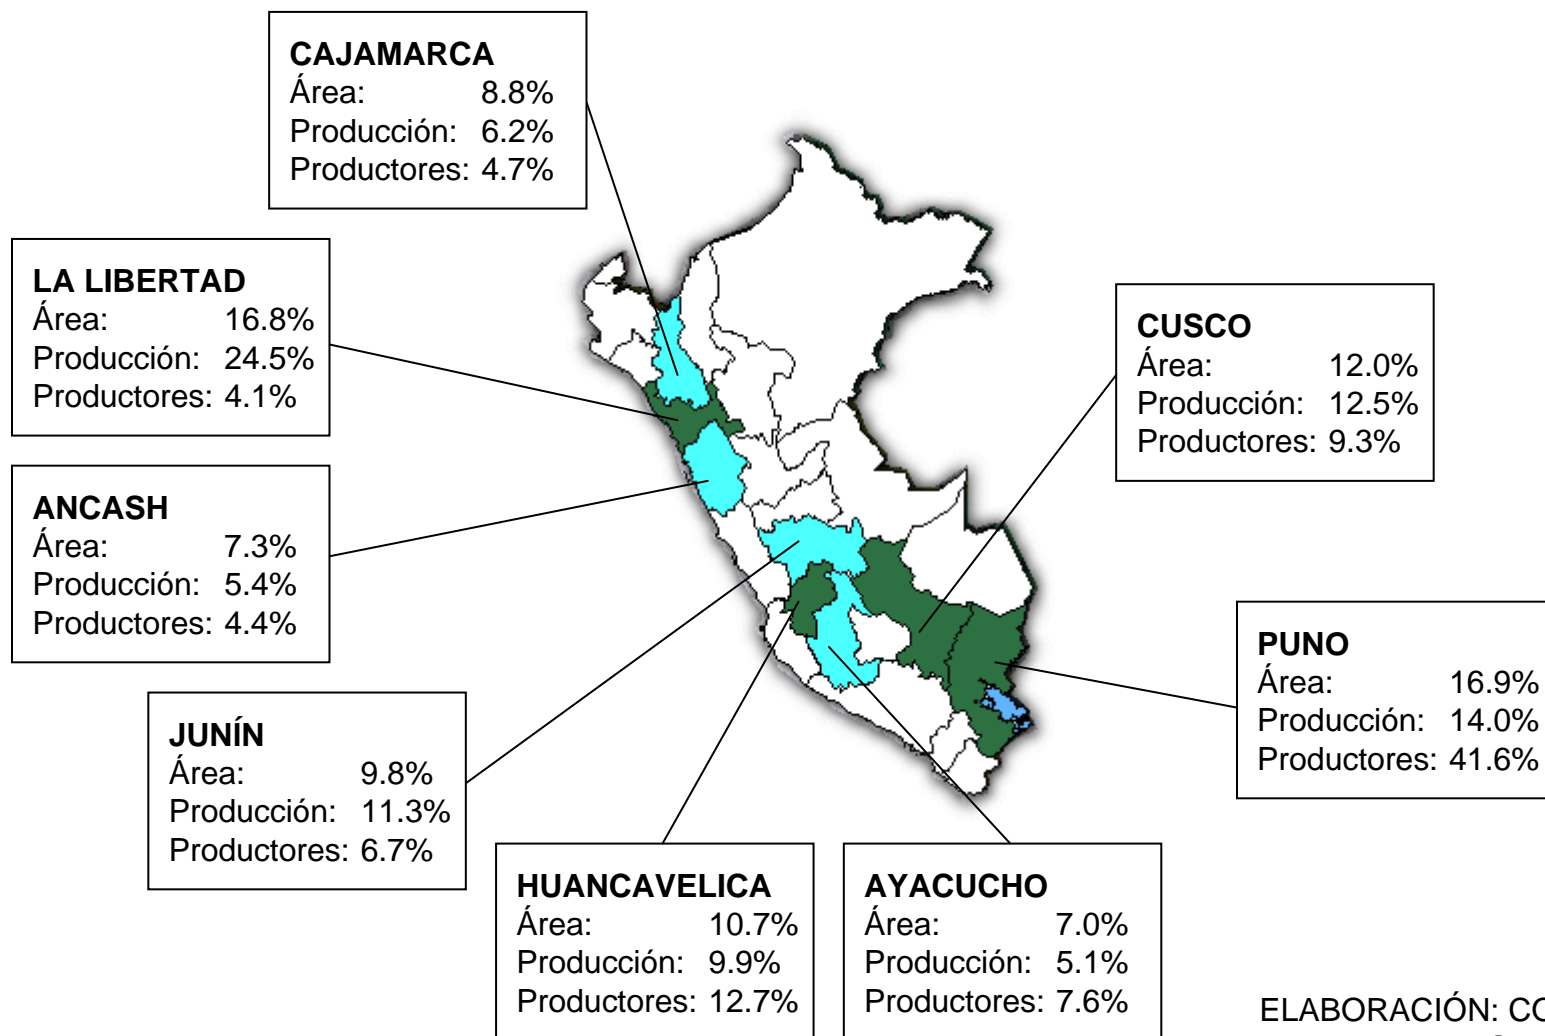 CAJAMARCA
Área: 8.8%
Producción: 6.2%
Productores: 4.7%
LA LIBERTAD
Área: 16.8%
Producción: 24.5%
Productores: 4.1%
CUSCO
Área: 12.0%
Producción: 12.5%
Productores: 9.3%
ANCASH
Área: 7.3%
Producción: 5.4%
Productores: 4.4%
PUNO
Área: 16.9%
Producción: 14.0%
Productores: 41.6%
JUNÍN
Área: 9.8%
Producción: 11.3%
Productores: 6.7%
HUANCAVELICA
Área: 10.7%
Producción: 9.9%
Productores: 12.7%
AYACUCHO
Área: 7.0%
Producción: 5.1%
Productores: 7.6%
ELABORACIÓN: